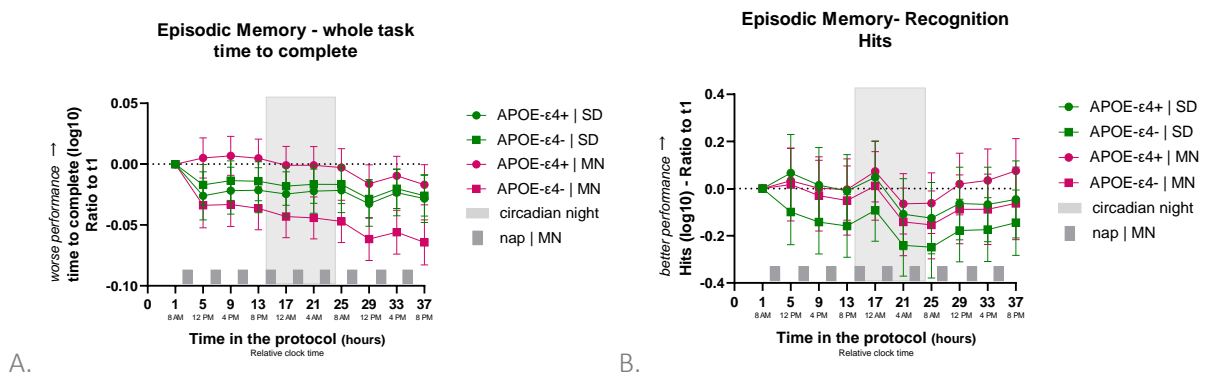 Episodic Memory - whole task
time to complete
worse performance →
time to complete (log10)
Ratio to t1
0.05
0.00
-0.05
-0.10
0 1 5 9 13 17 21 25 29 33 37
8 AM 12 PM 4 PM 8 PM 12 AM 4 AM 8 AM 12 PM 4 PM 8 PM
Time in the protocol (hours)
Relative clock time
APOE-ε4+ | SD
APOE-ε4- | SD
APOE-ε4+ | MN
APOE-ε4- | MN
circadian night
nap | MN
A.
Episodic Memory- Recognition
Hits
better performance →
Hits (log10) - Ratio to t1
0.4
0.2
0.0
-0.2
-0.4
0 1 5 9 13 17 21 25 29 33 37
8 AM 12 PM 4 PM 8 PM 12 AM 4 AM 8 AM 12 PM 4 PM 8 PM
Time in the protocol (hours)
Relative clock time
APOE-ε4+ | SD
APOE-ε4- | SD
APOE-ε4+ | MN
APOE-ε4- | MN
circadian night
nap | MN
B.